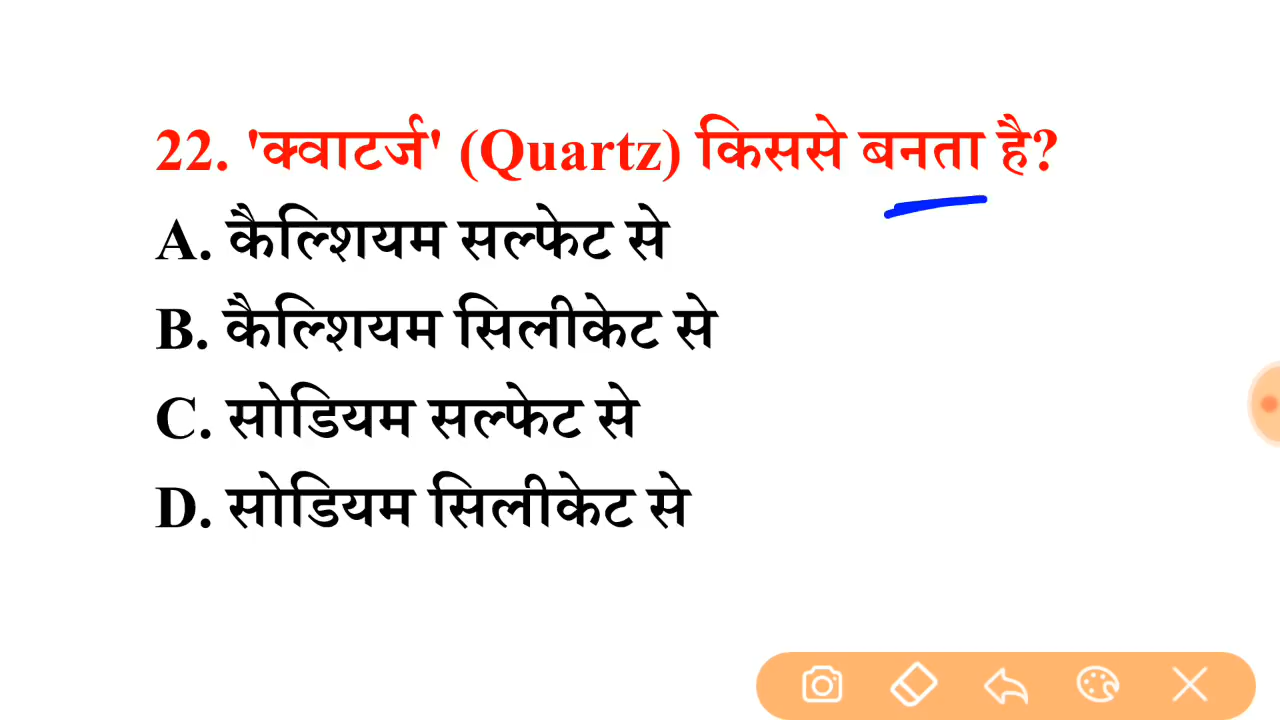 22. 'क्वाटर्ज' (Quartz) किससे बनता है?
A. कैल्शियम सल्फेट से
B. कैल्शियम सिलीकेट से
C. सोडियम सल्फेट से
D. सोडियम सिलीकेट से